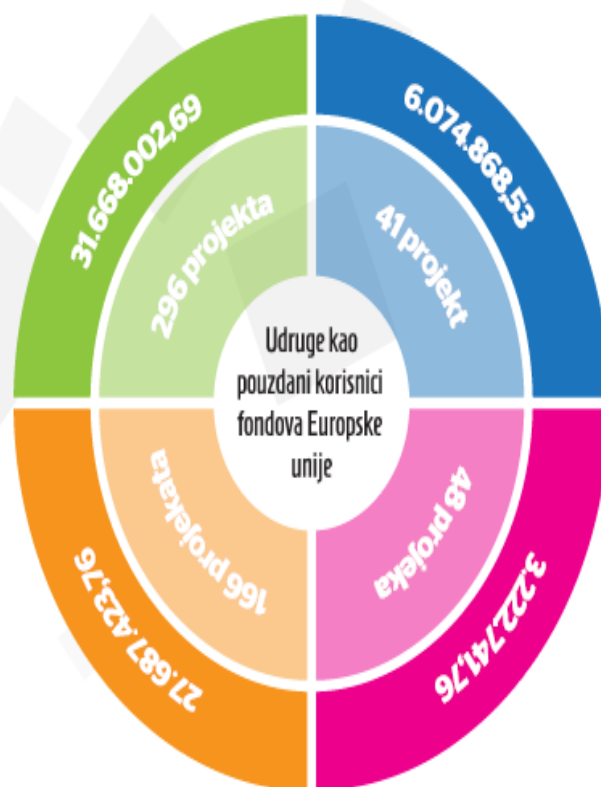 31.668.002,69
6.074.868,53
296 projekta
41 projekt
Udruge kao
pouzdani korisnici
fondova Europske
unije
166 projekata
48 projeka
27.687.423,76
3.222.741,76